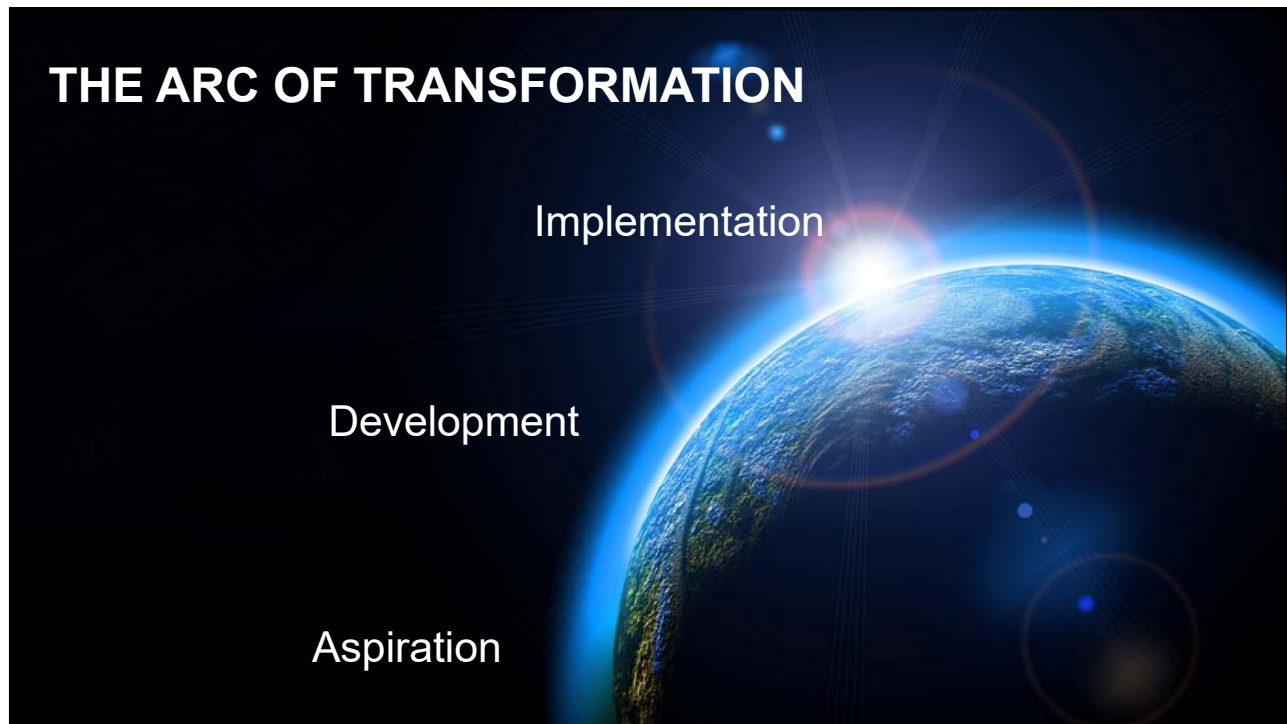 THE ARC OF TRANSFORMATION
Implementation
Development
Aspiration